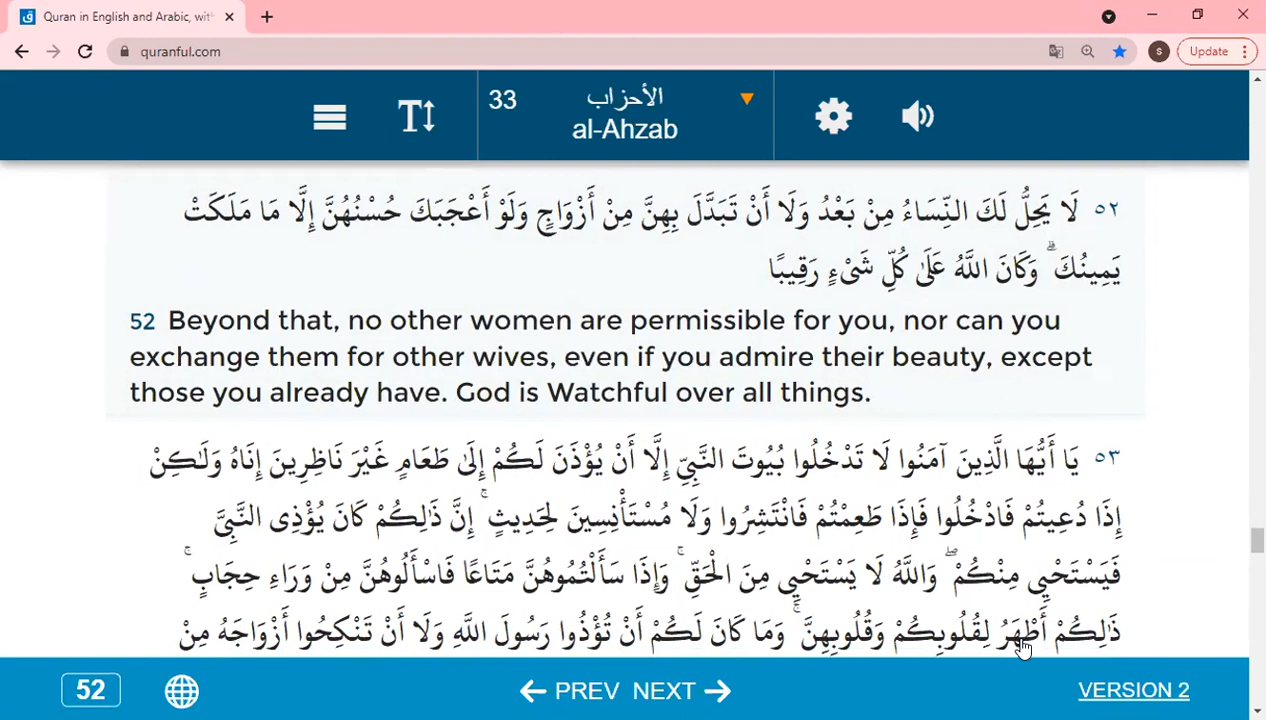 Quran in English and Arabic, with
quranful.com
S
Update
33
الأحزاب
al-Ahzab
٥٢ لَا يَحِلُّ لَكَ النِّسَاءُ مِنْ بَعْدُ وَلَا أَنْ تَبَدَّلَ بِهِنَّ مِنْ أَزْوَاجٍ وَلَوْ أَعْجَبَكَ حُسْنُهُنَّ إِلَّا مَا مَلَكَتْ
يَمِينُكَ ۗ وَكَانَ اللَّهُ عَلَىٰ كُلِّ شَىْءٍ رَقِيبًا
52 Beyond that, no other women are permissible for you, nor can you
exchange them for other wives, even if you admire their beauty, except
those you already have. God is Watchful over all things.
٥٣ يَا أَيُّهَا الَّذِينَ آمَنُوا لَا تَدْخُلُوا بُيُوتَ النَّبِىِّ إِلَّا أَنْ يُؤْذَنَ لَكُمْ إِلَىٰ طَعَامٍ غَيْرَ نَاظِرِينَ إِنَاهُ وَلَٰكِنْ
إِذَا دُعِيتُمْ فَادْخُلُوا فَإِذَا طَعِمْتُمْ فَانْتَشِرُوا وَلَا مُسْتَأْنِسِينَ لِحَدِيثٍ ۚ إِنَّ ذَٰلِكُمْ كَانَ يُؤْذِى النَّبِىَّ
فَيَسْتَحْيِى مِنْكُمْ ۖ وَاللَّهُ لَا يَسْتَحْيِى مِنَ الْحَقِّ ۚ وَإِذَا سَأَلْتُمُوهُنَّ مَتَاعًا فَاسْأَلُوهُنَّ مِنْ وَرَاءِ حِجَابٍ ۚ
ذَٰلِكُمْ أَطْهَرُ لِقُلُوبِكُمْ وَقُلُوبِهِنَّ ۚ وَمَا كَانَ لَكُمْ أَنْ تُؤْذُوا رَسُولَ اللَّهِ وَلَا أَنْ تَنْكِحُوا أَزْوَاجَهُ مِنْ
52
PREV NEXT
VERSION 2